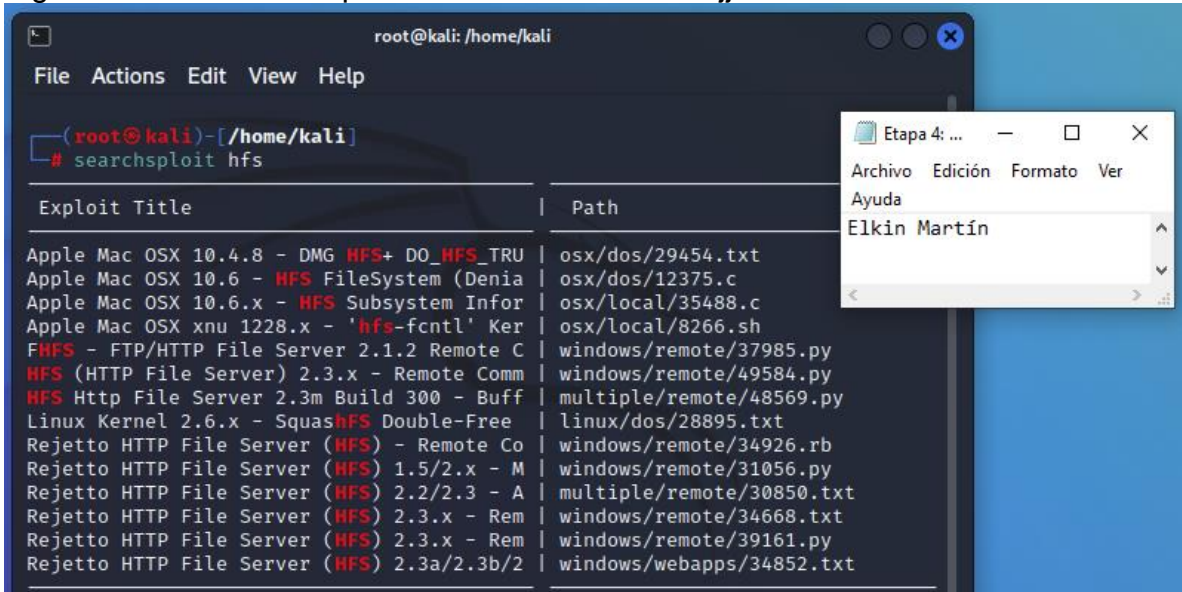 root@kali: /home/kali
File Actions Edit View Help
(root㉿kali)-[/home/kali]
# searchsploit hfs
Exploit Title | Path
Apple Mac OSX 10.4.8 - DMG HFS+ DO_HFS_TRU | osx/dos/29454.txt
Apple Mac OSX 10.6 - HFS FileSystem (Denia | osx/dos/12375.c
Apple Mac OSX 10.6.x - HFS Subsystem Infor | osx/local/35488.c
Apple Mac OSX xnu 1228.x - 'hfs-fcntl' Ker | osx/local/8266.sh
FHFS - FTP/HTTP File Server 2.1.2 Remote C | windows/remote/37985.py
HFS (HTTP File Server) 2.3.x - Remote Comm | windows/remote/49584.py
HFS Http File Server 2.3m Build 300 - Buff | multiple/remote/48569.py
Linux Kernel 2.6.x - SquashFS Double-Free | linux/dos/28895.txt
Rejetto HTTP File Server (HFS) - Remote Co | windows/remote/34926.rb
Rejetto HTTP File Server (HFS) 1.5/2.x - M | windows/remote/31056.py
Rejetto HTTP File Server (HFS) 2.2/2.3 - A | multiple/remote/30850.txt
Rejetto HTTP File Server (HFS) 2.3.x - Rem | windows/remote/34668.txt
Rejetto HTTP File Server (HFS) 2.3.x - Rem | windows/remote/39161.py
Rejetto HTTP File Server (HFS) 2.3a/2.3b/2 | windows/webapps/34852.txt
Etapa 4: ...
Archivo Edición Formato Ver
Ayuda
Elkin Martín